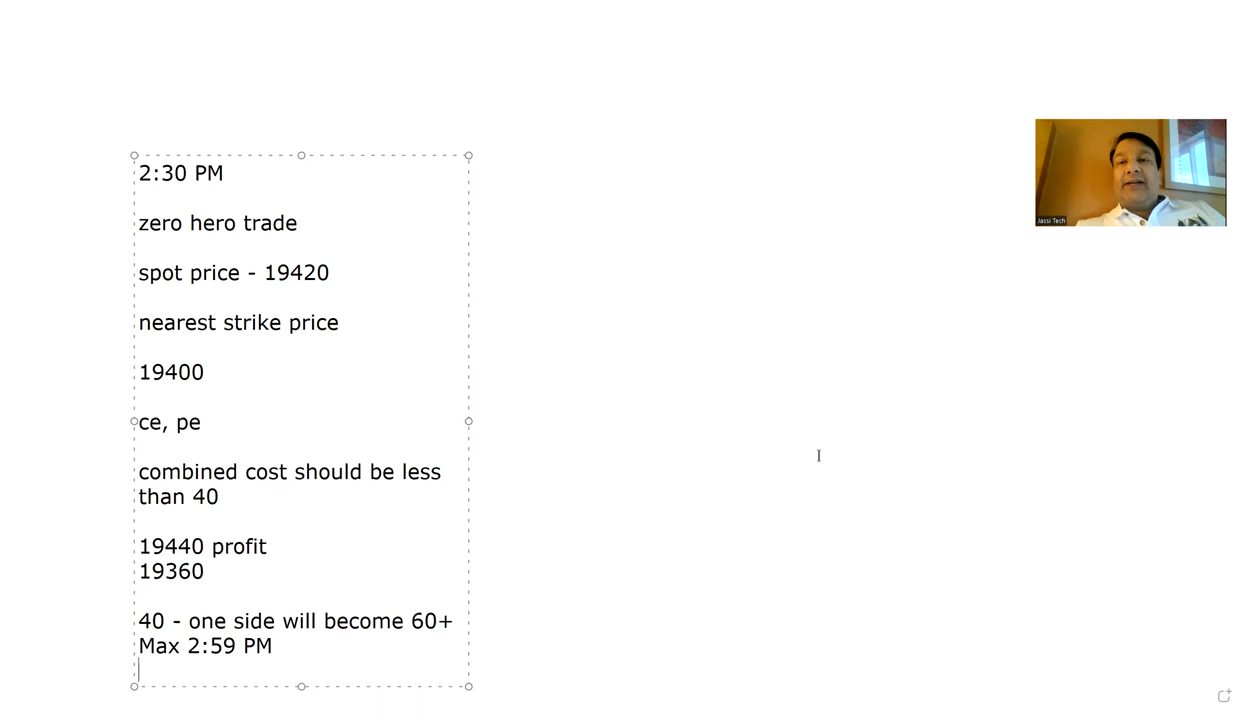 2:30 PM
zero hero trade
spot price - 19420
nearest strike price
19400
ce, pe
combined cost should be less
than 40
19440 profit
19360
40 - one side will become 60+
Max 2:59 PM
Jassi Tech